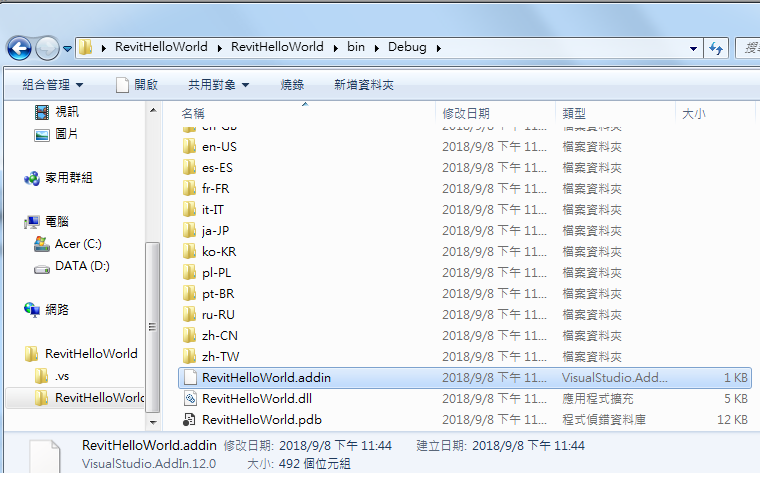 RevitHelloWorld RevitHelloWorld bin Debug 搜尋
組合管理 開啟 共用對象 燒錄 新增資料夾
名稱 修改日期 類型 大小
en-GB 2018/9/8 下午 11... 檔案資料夾
視訊
en-US 2018/9/8 下午 11... 檔案資料夾
圖片
es-ES 2018/9/8 下午 11... 檔案資料夾
家用群組
fr-FR 2018/9/8 下午 11... 檔案資料夾
it-IT 2018/9/8 下午 11... 檔案資料夾
電腦
ja-JP 2018/9/8 下午 11... 檔案資料夾
Acer (C:)
ko-KR 2018/9/8 下午 11... 檔案資料夾
DATA (D:)
pl-PL 2018/9/8 下午 11... 檔案資料夾
pt-BR 2018/9/8 下午 11... 檔案資料夾
網路
ru-RU 2018/9/8 下午 11... 檔案資料夾
zh-CN 2018/9/8 下午 11... 檔案資料夾
RevitHelloWorld
zh-TW 2018/9/8 下午 11... 檔案資料夾
.vs
RevitHelloWorld.addin 2018/9/8 下午 11... VisualStudio.Add... 1 KB
RevitHelloWorld
RevitHelloWorld.dll 2018/9/8 下午 11... 應用程式擴充 5 KB
RevitHelloWorld.pdb 2018/9/8 下午 11... 程式偵錯資料庫 12 KB
RevitHelloWorld.addin 修改日期: 2018/9/8 下午 11:44 建立日期: 2018/9/8 下午 11:44
VisualStudio.AddIn.12.0 大小: 492 個位元組